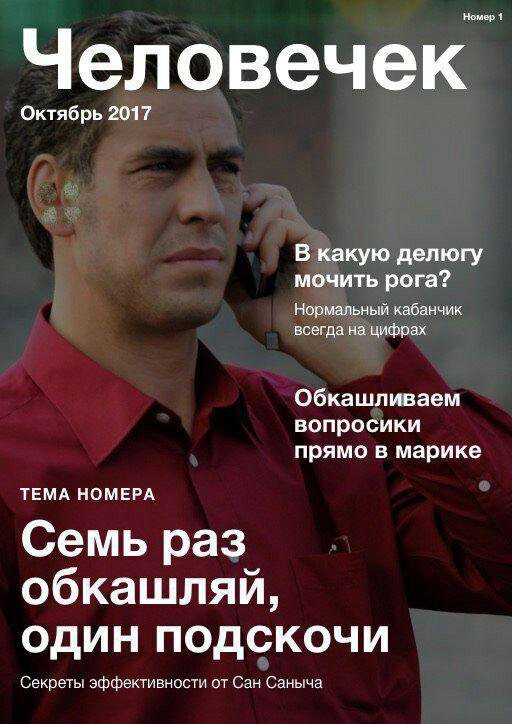 Номер 1
Человечек
Октябрь 2017
В какую делюгу
мочить рога?
Нормальный кабанчик
всегда на цифрах
Обкашливаем
вопросики
прямо в марике
ТЕМА НОМЕРА
Семь раз
обкашляй,
один подскочи
Секреты эффективности от Сан Саныча